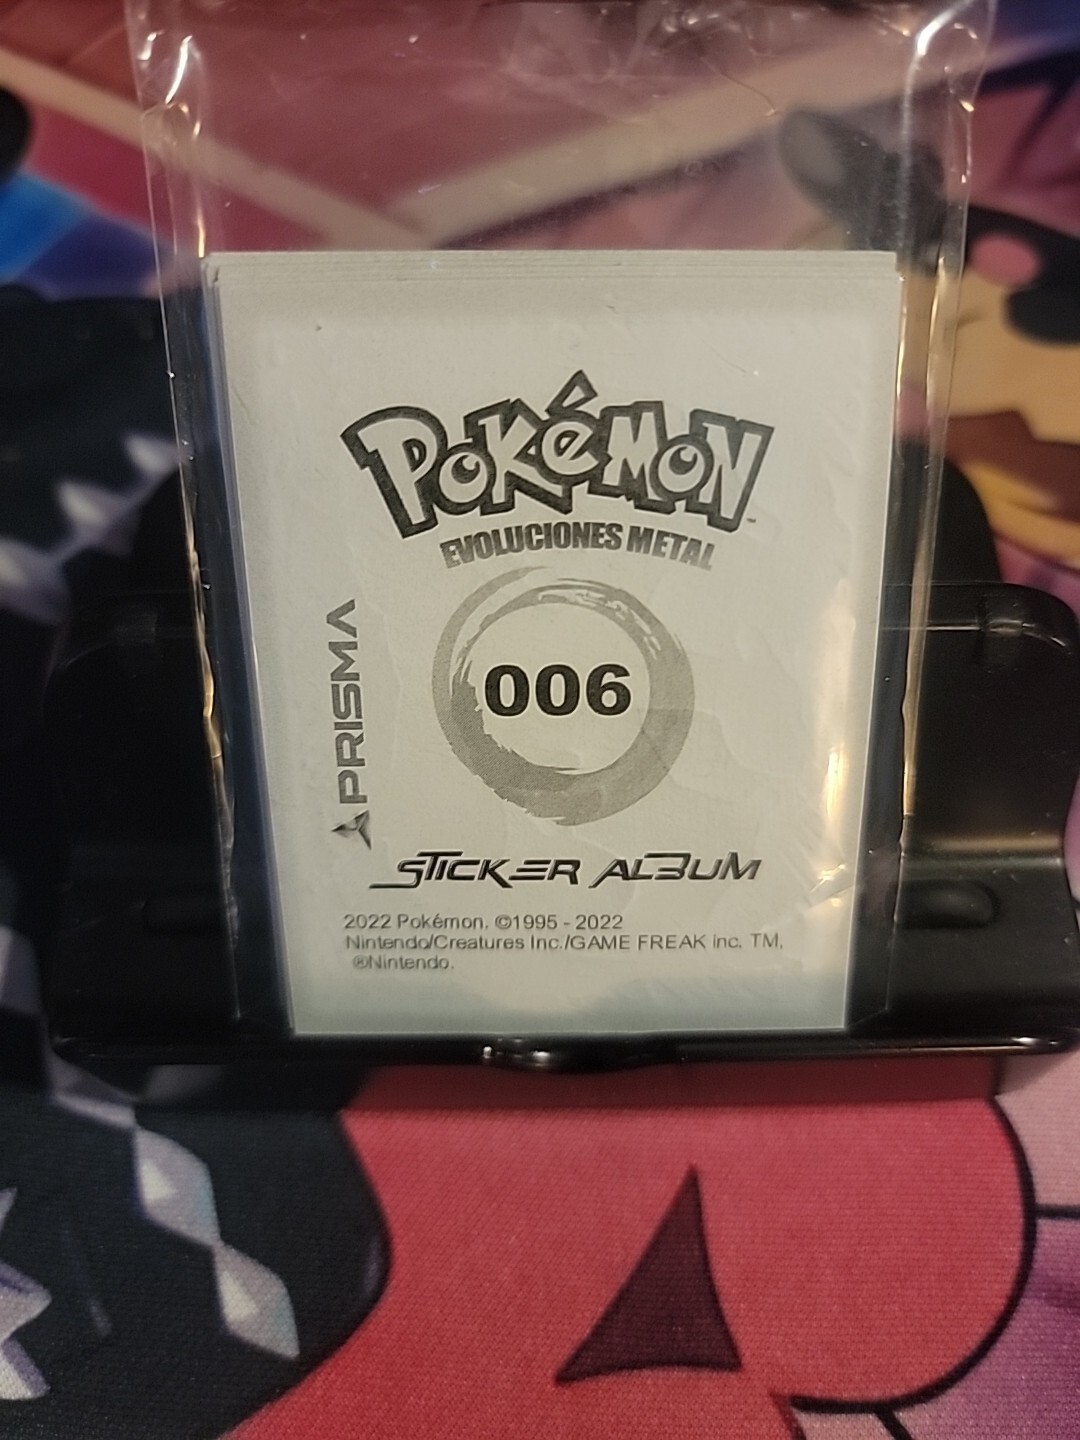 POKéMON
EVOLUCIONES METAL
PRISMA
006
STICKER ALBUM
2022 Pokémon. ©1995 - 2022
Nintendo/Creatures Inc./GAME FREAK inc. TM,
®Nintendo.